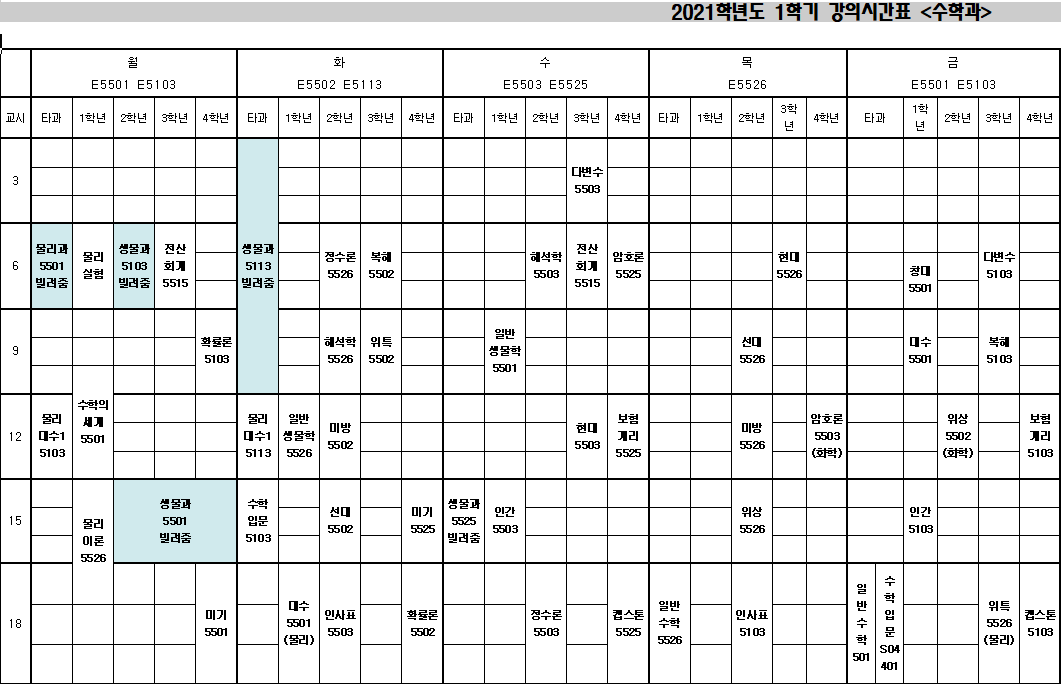 2021학년도 1학기 강의시간표 <수학과>
월 화 수 목 금
E5501 E5103 E5502 E5113 E5503 E5525 E5526 E5501 E5103
교시 타과 1학년 2학년 3학년 4학년 타과 1학년 2학년 3학년 4학년 타과 1학년 2학년 3학년 4학년 타과 1학년 2학년 3학년 4학년 타과 1학년 2학년 3학년 4학년
3
다변수
5503
6
물리과
5501
빌려줌
물리
실험
생물과
5103
빌려줌
전산
회계
5515
생물과
5113
빌려줌
정수론
5526
복해
5502
해석학
5503
전산
회계
5515
암호론
5525
현대
5526
창대
5501
다변수
5103
9
확률론
5103
해석학
5526
위특
5502
일반
생물학
5501
선대
5526
대수
5501
복해
5103
12
물리
대수1
5103
수학의
세계
5501
물리
대수1
5113
일반
생물학
5526
미방
5502
현대
5503
보험
계리
5525
미방
5526
암호론
5503
(화학)
위상
5502
(화학)
보험
계리
5103
15
물리
이론
5526
생물과
5501
빌려줌
수학
입문
5103
선대
5502
미기
5525
생물과
5525
빌려줌
인간
5503
위상
5526
인간
5103
18
미기
5501
대수
5501
(물리)
인사표
5503
확률론
5502
정수론
5503
캡스톤
5525
일반
수학
5526
인사표
5103
일
반
수
학
501
수
학
입
문
S04
401
위특
5526
(물리)
캡스톤
5103